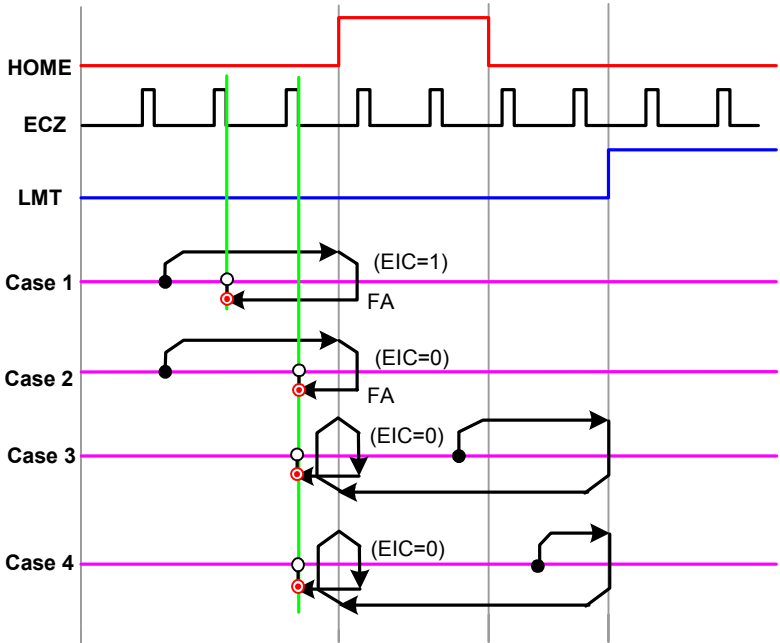 HOME
ECZ
LMT
Case 1
(EIC=1)
FA
Case 2
(EIC=0)
FA
Case 3
(EIC=0)
Case 4
(EIC=0)